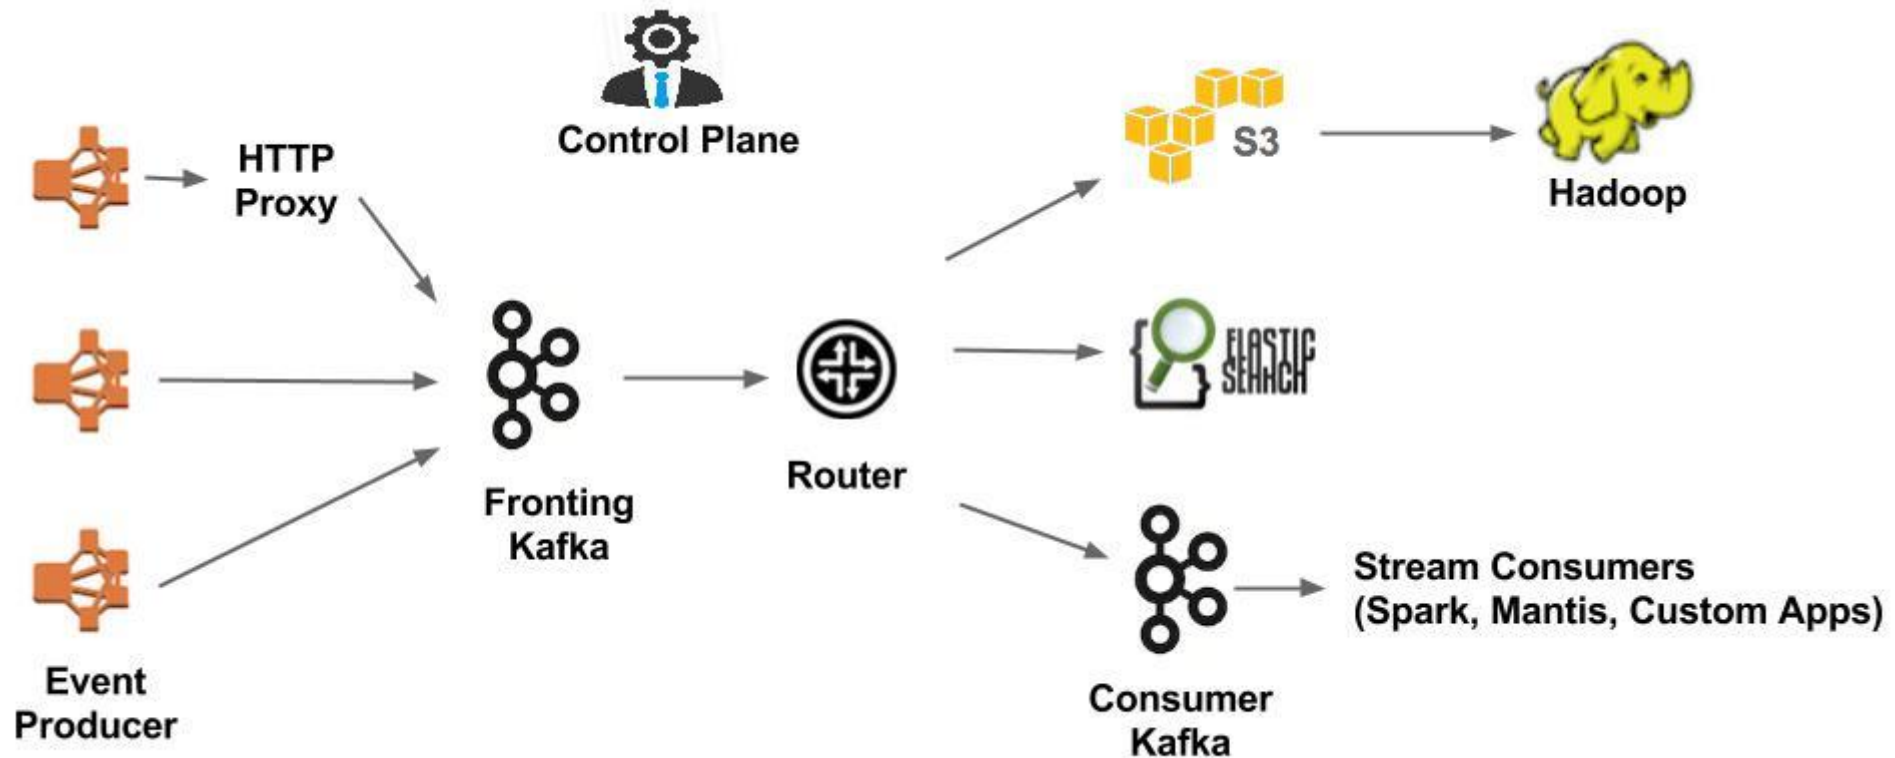 Control Plane
HTTP
Proxy
S3
Hadoop
ELASTIC
SEARCH
Router
Fronting
Kafka
Stream Consumers
(Spark, Mantis, Custom Apps)
Event
Producer
Consumer
Kafka